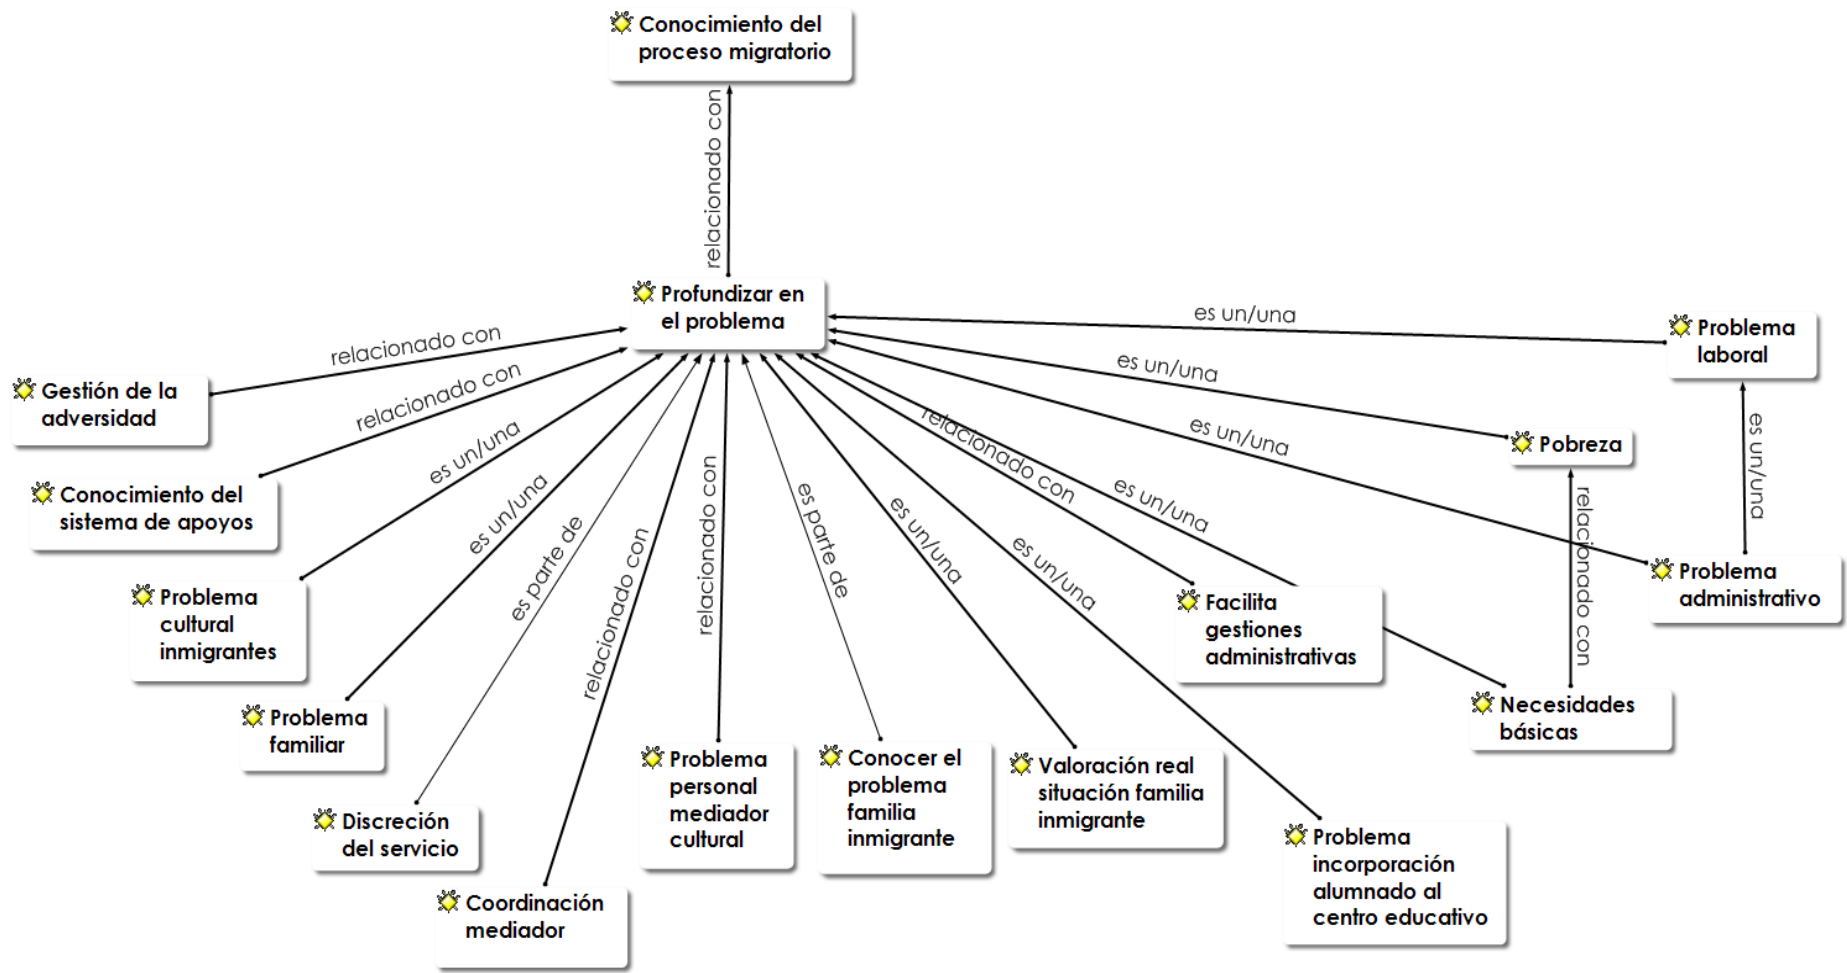 Conocimiento del
proceso migratorio
relacionado con
Profundizar en
el problema
es un/una
Problema
laboral
relacionado con
es un/una
Gestión de la
adversidad
relacionado con
es un/una
es un/una
Pobreza
relacionado con
es un/una
Conocimiento del
sistema de apoyos
es un/una
relacionado con
es parte de
es un/una
es un/una
relacionado con
es parte de
relacionado con
es un/una
Problema
administrativo
Problema
cultural
inmigrantes
Facilita
gestiones
administrativas
Problema
familiar
Necesidades
básicas
Problema
personal
mediador
cultural
Conocer el
problema
familia
inmigrante
Valoración real
situación familia
inmigrante
Discreción
del servicio
Problema
incorporación
alumnado al
centro educativo
Coordinación
mediador